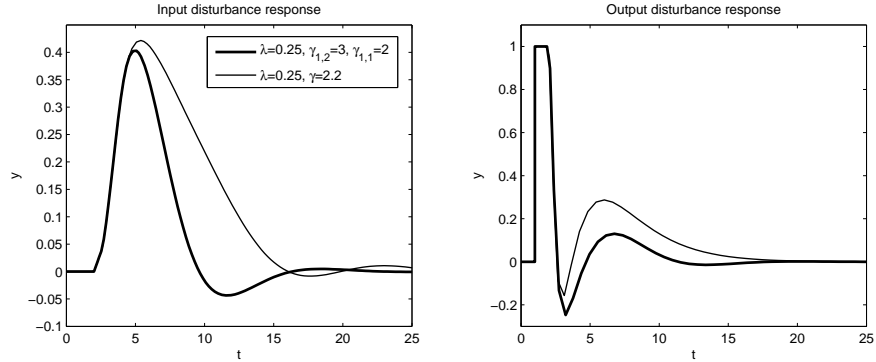 Input disturbance response
0.4
0.35
0.3
0.25
0.2
0.15
0.1
0.05
0
−0.05
−0.1
y
0 5 10 15 20 25
t
λ=0.25, γ1,2=3, γ1,1=2
λ=0.25, γ=2.2
Output disturbance response
1
0.8
0.6
0.4
0.2
0
−0.2
y
0 5 10 15 20 25
t